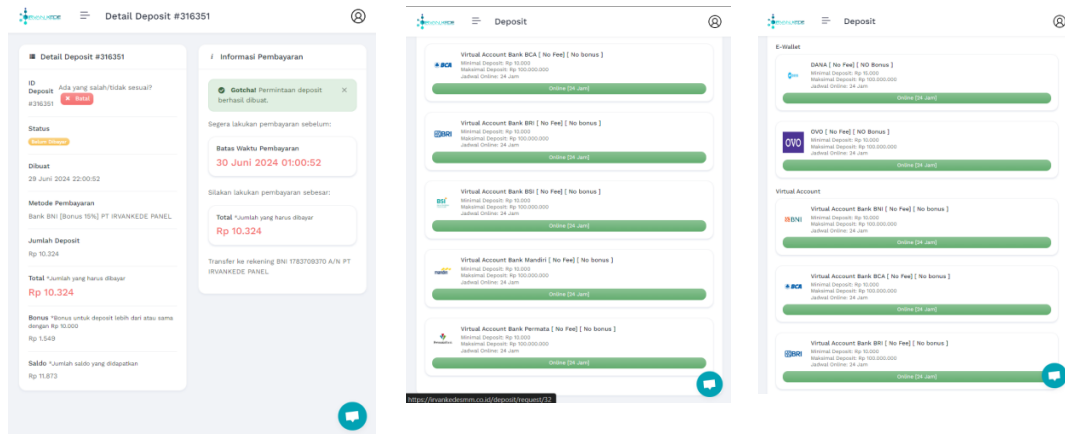 Detail Deposit #316351
Detail Deposit #316351
ID Deposit
#316351
Ada yang salah/tidak sesuai?
× Batal
Status
Belum Dibayar
Dibuat
29 Juni 2024 22:00:52
Metode Pembayaran
Bank BNI [Bonus 15%] PT IRVANKEDE PANEL
Jumlah Deposit
Rp 10.324
Total *Jumlah yang harus dibayar
Rp 10.324
Bonus *Bonus untuk deposit lebih dari atau sama
dengan Rp 10.000
Rp 1.549
Saldo *Jumlah saldo yang didapatkan
Rp 11.873
Informasi Pembayaran
Gotcha! Permintaan deposit
berhasil dibuat.
Segera lakukan pembayaran sebelum:
Batas Waktu Pembayaran
30 Juni 2024 01:00:52
Silakan lakukan pembayaran sebesar:
Total *Jumlah yang harus dibayar
Rp 10.324
Transfer ke rekening BNI 1783709370 A/N PT
IRVANKEDE PANEL
Deposit
BCA
Virtual Account Bank BCA [ No Fee] [ No bonus ]
Minimal Deposit: Rp 10.000
Maksimal Deposit: Rp 100.000.000
Jadwal Online: 24 Jam
Online [24 Jam]
BRI
Virtual Account Bank BRI [ No Fee] [ No bonus ]
Minimal Deposit: Rp 10.000
Maksimal Deposit: Rp 100.000.000
Jadwal Online: 24 Jam
Online [24 Jam]
BSI
Virtual Account Bank BSI [ No Fee] [ No bonus ]
Minimal Deposit: Rp 10.000
Maksimal Deposit: Rp 100.000.000
Jadwal Online: 24 Jam
Online [24 Jam]
mandiri
Virtual Account Bank Mandiri [ No Fee] [ No bonus ]
Minimal Deposit: Rp 10.000
Maksimal Deposit: Rp 100.000.000
Jadwal Online: 24 Jam
Online [24 Jam]
Virtual Account Bank Permata [ No Fee] [ No bonus ]
Minimal Deposit: Rp 10.000
Maksimal Deposit: Rp 100.000.000
Jadwal Online: 24 Jam
Online [24 Jam]
https://irvankedesmm.co.id/deposit/request/32
Deposit
E-Wallet
DANA [ No Fee] [ NO Bonus ]
Minimal Deposit: Rp 10.000
Maksimal Deposit: Rp 100.000.000
Jadwal Online: 24 Jam
Online [24 Jam]
OVO
OVO [ No Fee] [ NO Bonus ]
Minimal Deposit: Rp 10.000
Maksimal Deposit: Rp 100.000.000
Jadwal Online: 24 Jam
Online [24 Jam]
Virtual Account
BNI
Virtual Account Bank BNI [ No Fee] [ No bonus ]
Minimal Deposit: Rp 10.000
Maksimal Deposit: Rp 100.000.000
Jadwal Online: 24 Jam
Online [24 Jam]
BCA
Virtual Account Bank BCA [ No Fee] [ No bonus ]
Minimal Deposit: Rp 10.000
Maksimal Deposit: Rp 100.000.000
Jadwal Online: 24 Jam
Online [24 Jam]
BRI
Virtual Account Bank BRI [ No Fee] [ No bonus ]
Minimal Deposit: Rp 10.000
Maksimal Deposit: Rp 100.000.000
Jadwal Online: 24 Jam
Online [24 Jam]